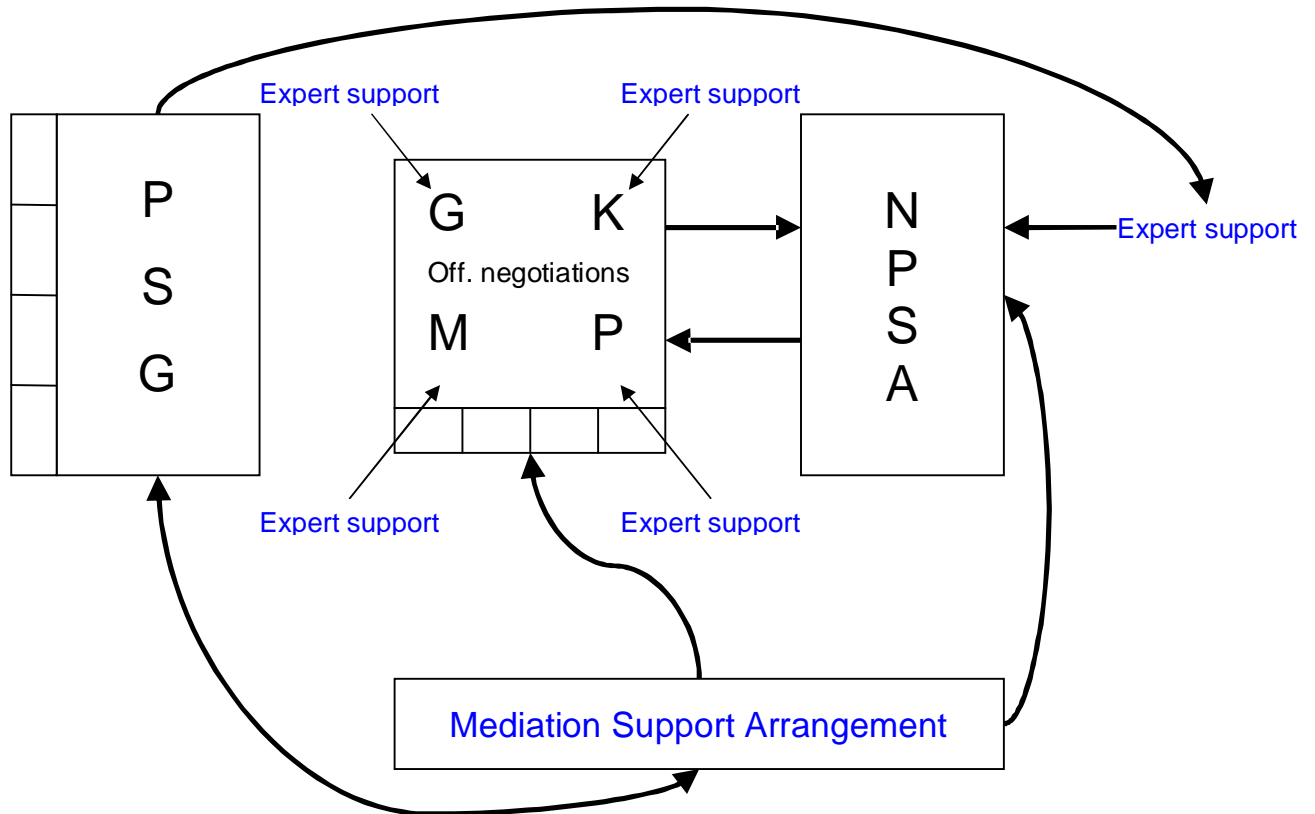 Expert support
Expert support
P
S
G
G
K
Off. negotiations
M
P
N
P
S
A
Expert support
Expert support
Expert support
Mediation Support Arrangement